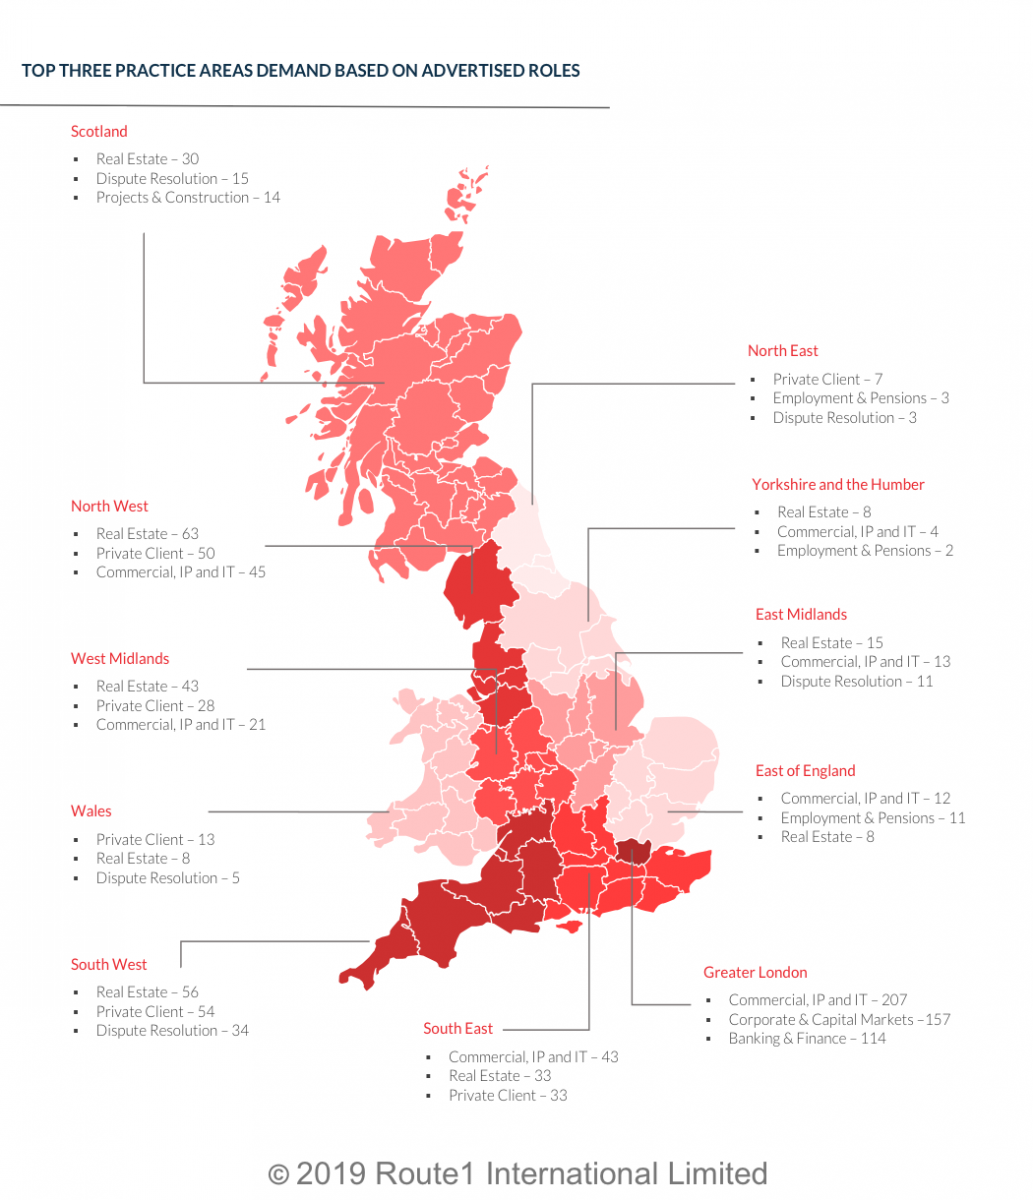 TOP THREE PRACTICE AREAS DEMAND BASED ON ADVERTISED ROLES
Scotland
▪ Real Estate – 30
▪ Dispute Resolution – 15
▪ Projects & Construction – 14
North East
▪ Private Client – 7
▪ Employment & Pensions – 3
▪ Dispute Resolution – 3
Yorkshire and the Humber
▪ Real Estate – 8
▪ Commercial, IP and IT – 4
▪ Employment & Pensions – 2
North West
▪ Real Estate – 63
▪ Private Client – 50
▪ Commercial, IP and IT – 45
East Midlands
▪ Real Estate – 15
▪ Commercial, IP and IT – 13
▪ Dispute Resolution – 11
West Midlands
▪ Real Estate – 43
▪ Private Client – 28
▪ Commercial, IP and IT – 21
East of England
▪ Commercial, IP and IT – 12
▪ Employment & Pensions – 11
▪ Real Estate – 8
Wales
▪ Private Client – 13
▪ Real Estate – 8
▪ Dispute Resolution – 5
South West
▪ Real Estate – 56
▪ Private Client – 54
▪ Dispute Resolution – 34
Greater London
▪ Commercial, IP and IT – 207
▪ Corporate & Capital Markets –157
▪ Banking & Finance – 114
South East
▪ Commercial, IP and IT – 43
▪ Real Estate – 33
▪ Private Client – 33
© 2019 Route1 International Limited